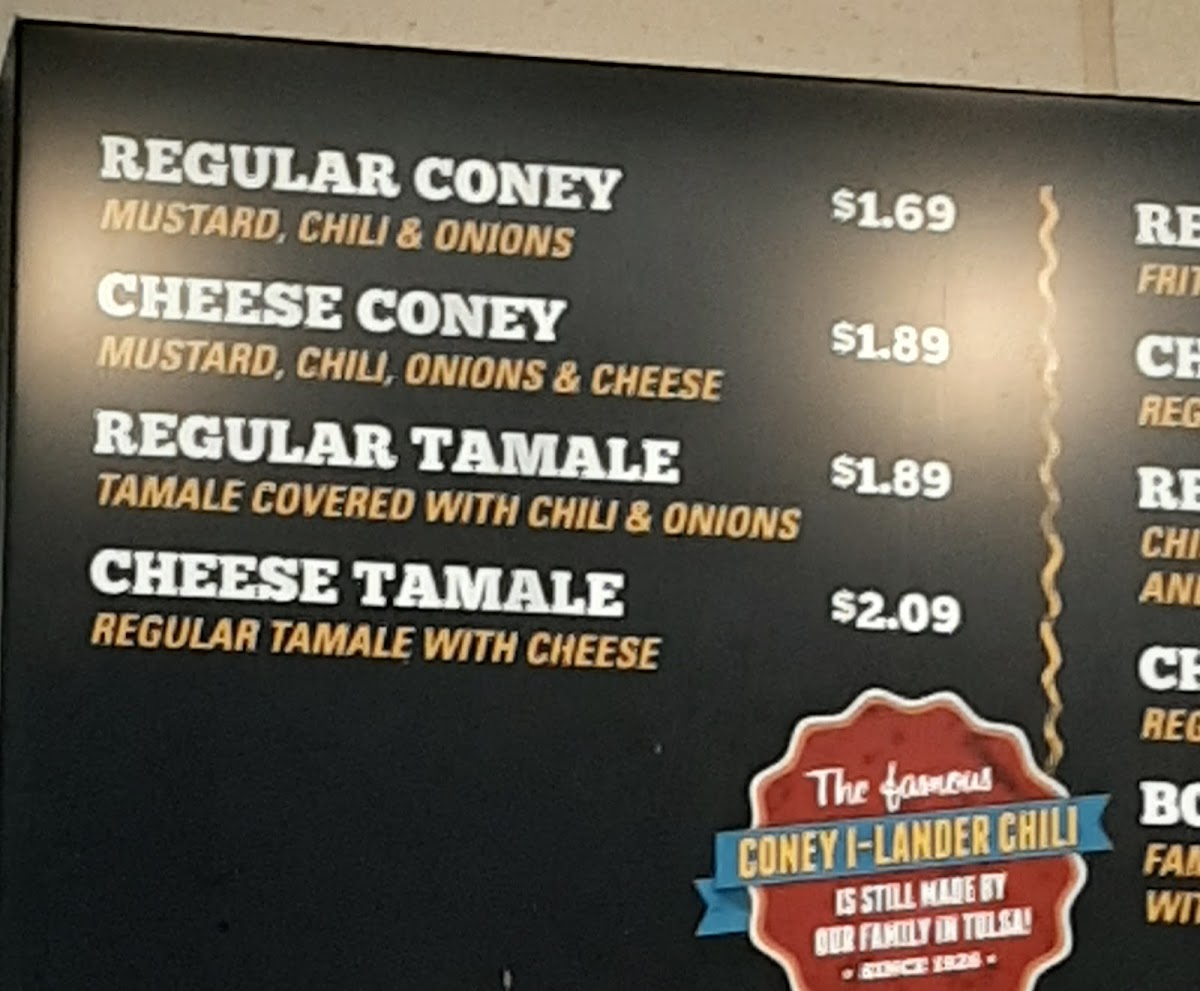 REGULAR CONEY $1.69
MUSTARD, CHILI & ONIONS
CHEESE CONEY $1.89
MUSTARD, CHILI, ONIONS & CHEESE
REGULAR TAMALE $1.89
TAMALE COVERED WITH CHILI & ONIONS
CHEESE TAMALE $2.09
REGULAR TAMALE WITH CHEESE
The famous
CONEY I-LANDER CHILI
IS STILL MADE BY
OUR FAMILY IN TULSA!
• SINCE 1926 •